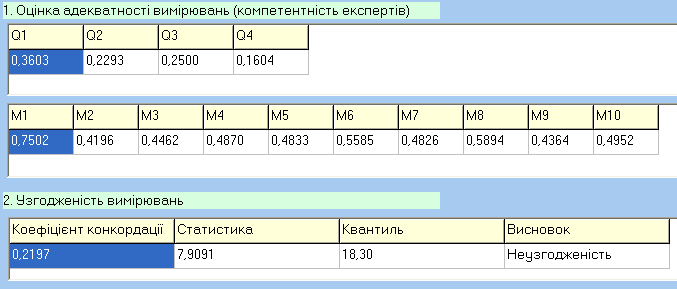 1. Оцінка адекватності вимірювань (компетентність експертів)
Q1 Q2 Q3 Q4
0,3603 0,2293 0,2500 0,1604
M1 M2 M3 M4 M5 M6 M7 M8 M9 M10
0,7502 0,4196 0,4462 0,4870 0,4833 0,5585 0,4826 0,5894 0,4364 0,4952
2. Узгодженість вимірювань
Коефіцієнт конкордації Статистика Квантиль Висновок
0,2197 7,9091 18,30 Неузгодженість